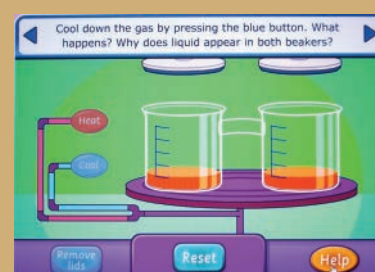 Cool down the gas by pressing the blue button. What
happens? Why does liquid appear in both beakers?
Heat
Cool
Remove
lids
Reset
Help